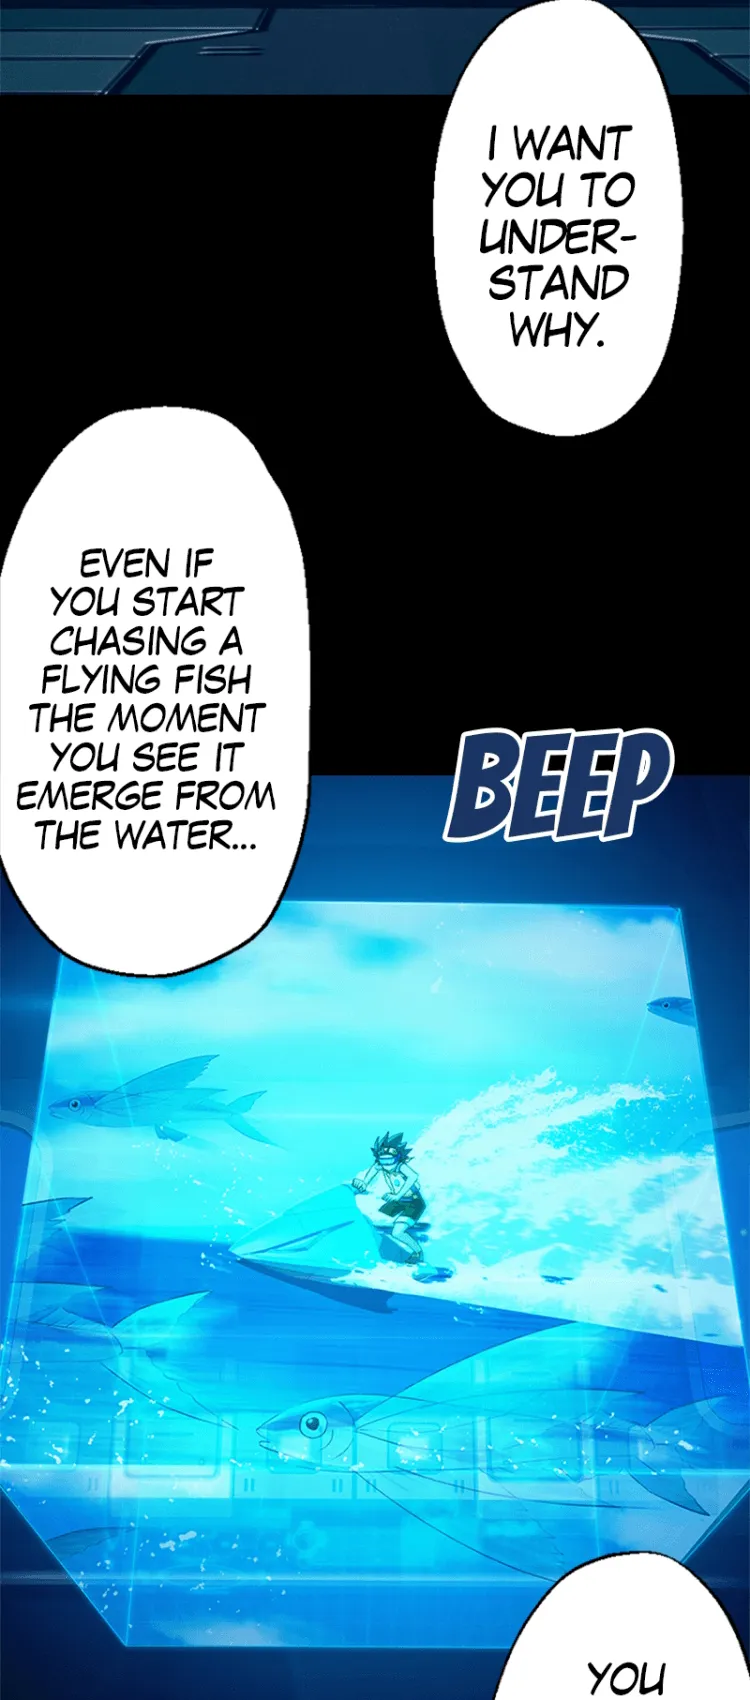 I WANT
YOU TO
UNDER-
STAND
WHY.
EVEN IF
YOU START
CHASING A
FLYING FISH
THE MOMENT
YOU SEE IT
EMERGE FROM
THE WATER...
BEEP
YOU